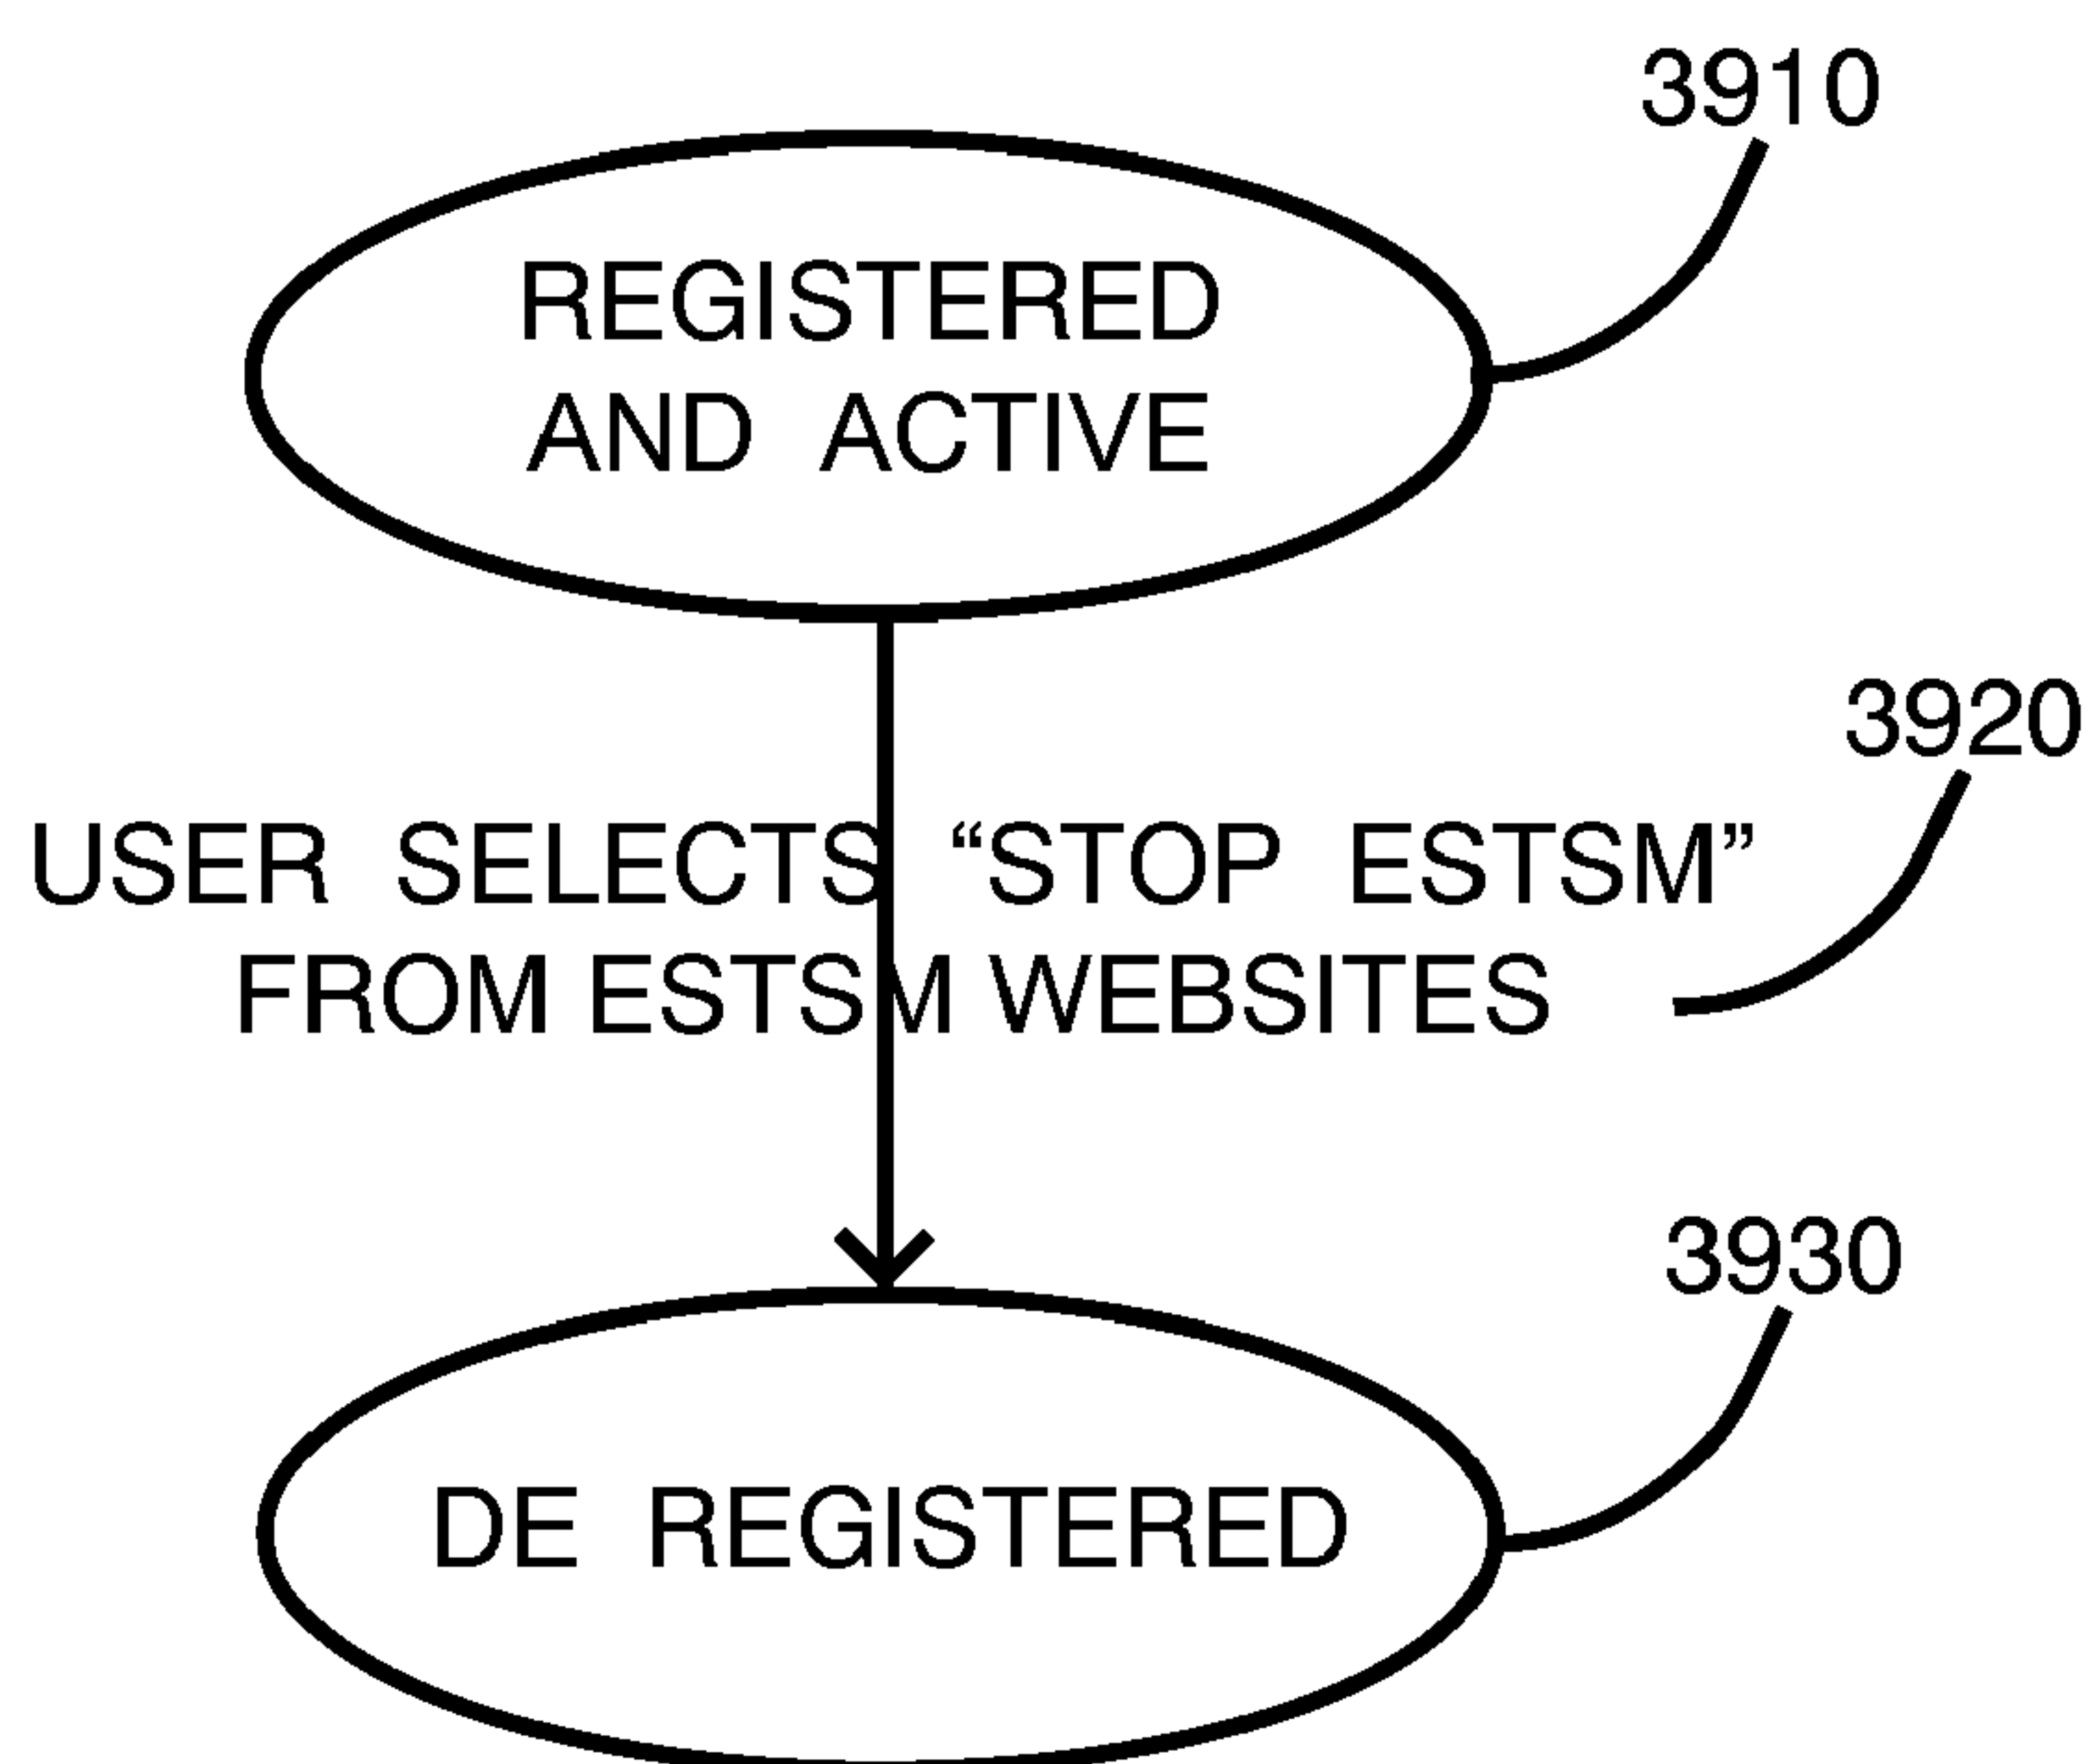 3910
REGISTERED
AND ACTIVE
3920
USER SELECTS “STOP ESTSM”
FROM ESTSM WEBSITES
3930
DE REGISTERED